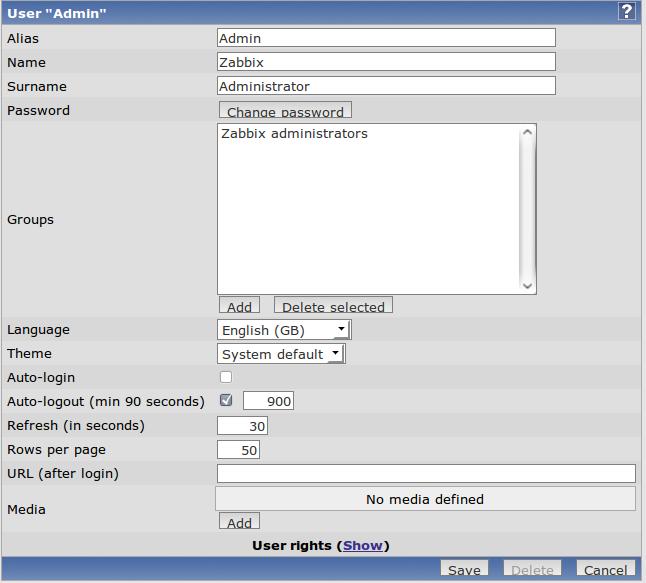 User "Admin" ?
Alias Admin
Name Zabbix
Surname Administrator
Password Change password
Zabbix administrators
Groups
Add Delete selected
Language English (GB)
Theme System default
Auto-login
Auto-logout (min 90 seconds) 900
Refresh (in seconds) 30
Rows per page 50
URL (after login)
No media defined
Media
Add
User rights (Show)
Save Delete Cancel